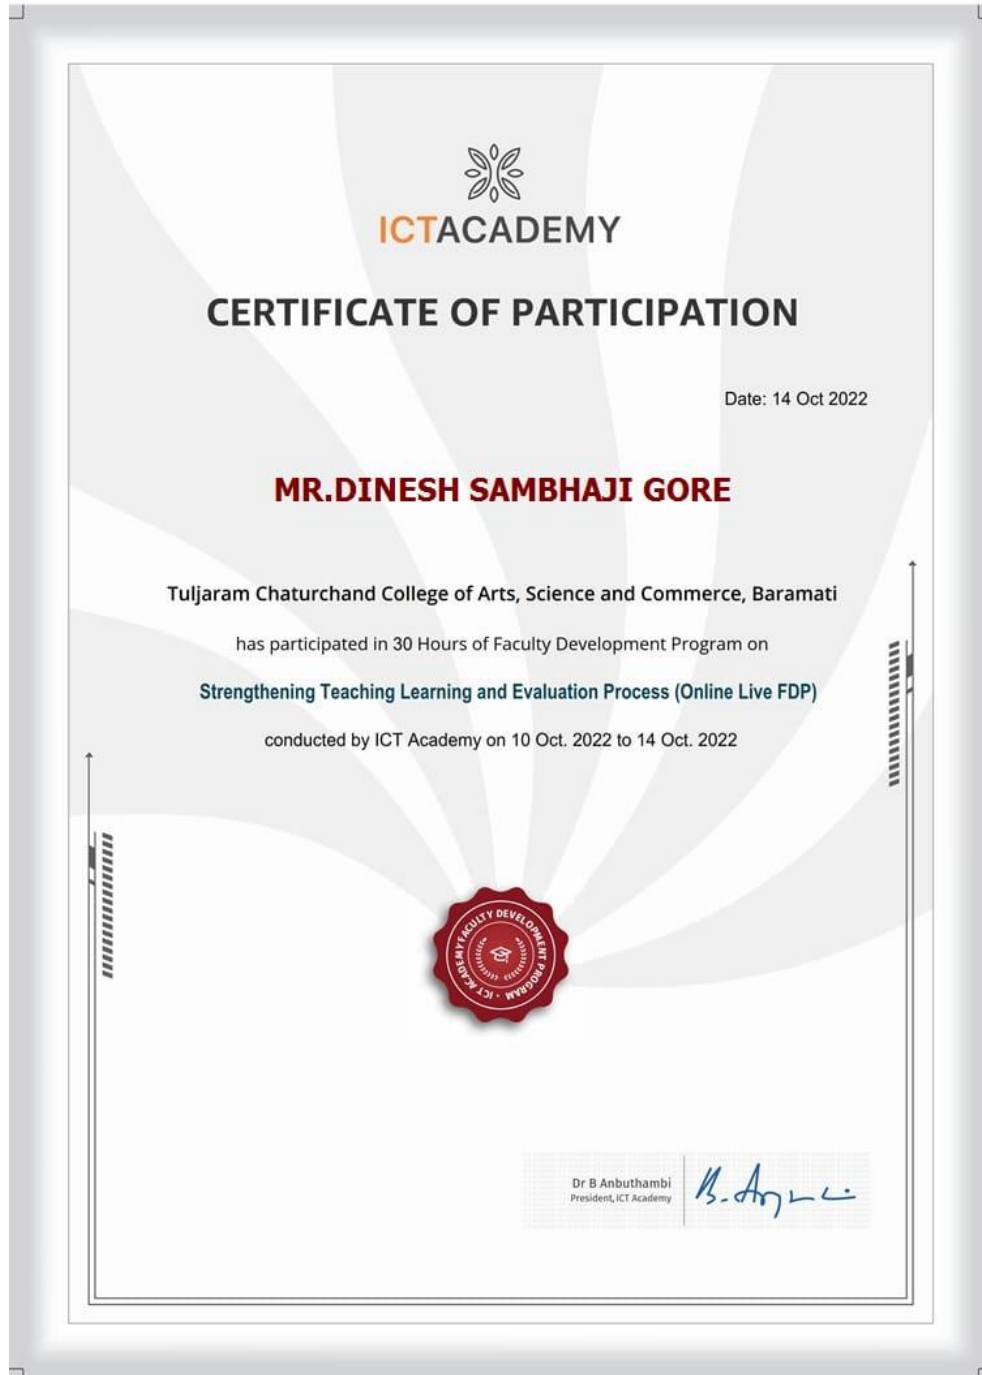 ICTACADEMY
CERTIFICATE OF PARTICIPATION
Date: 14 Oct 2022
MR.DINESH SAMBHAJI GORE
Tuljaram Chaturchand College of Arts, Science and Commerce, Baramati
has participated in 30 Hours of Faculty Development Program on
Strengthening Teaching Learning and Evaluation Process (Online Live FDP)
conducted by ICT Academy on 10 Oct. 2022 to 14 Oct. 2022
FACULTY DEVELOPMENT PROGRAM · ICT ACADEMY
Dr B Anbuthambi
President, ICT Academy